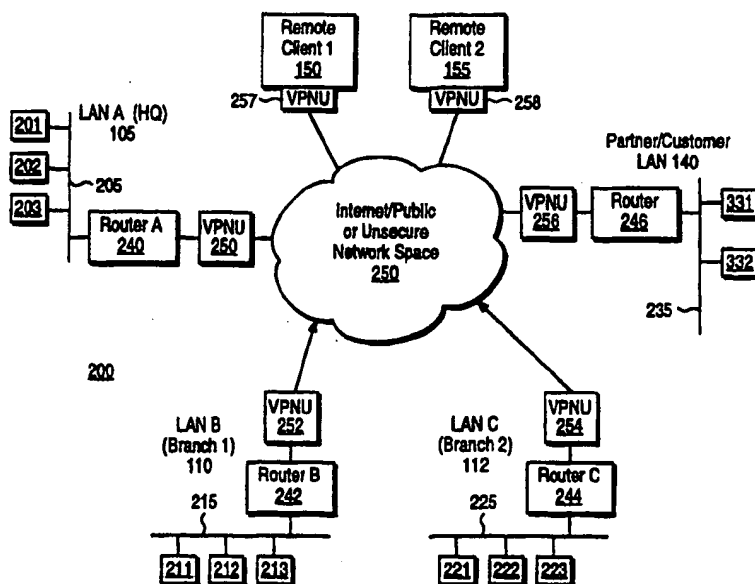 Remote
Client 1
150
Remote
Client 2
155
257
VPNU
VPNU
258
LAN A (HQ)
105
201
202
203
205
Router A
240
VPNU
250
Internet/Public
or Unsecure
Network Space
250
Partner/Customer
LAN 140
VPNU
256
Router
246
331
332
235
200
LAN B
(Branch 1)
110
VPNU
252
Router B
242
215
211
212
213
LAN C
(Branch 2)
112
VPNU
254
Router C
244
225
221
222
223